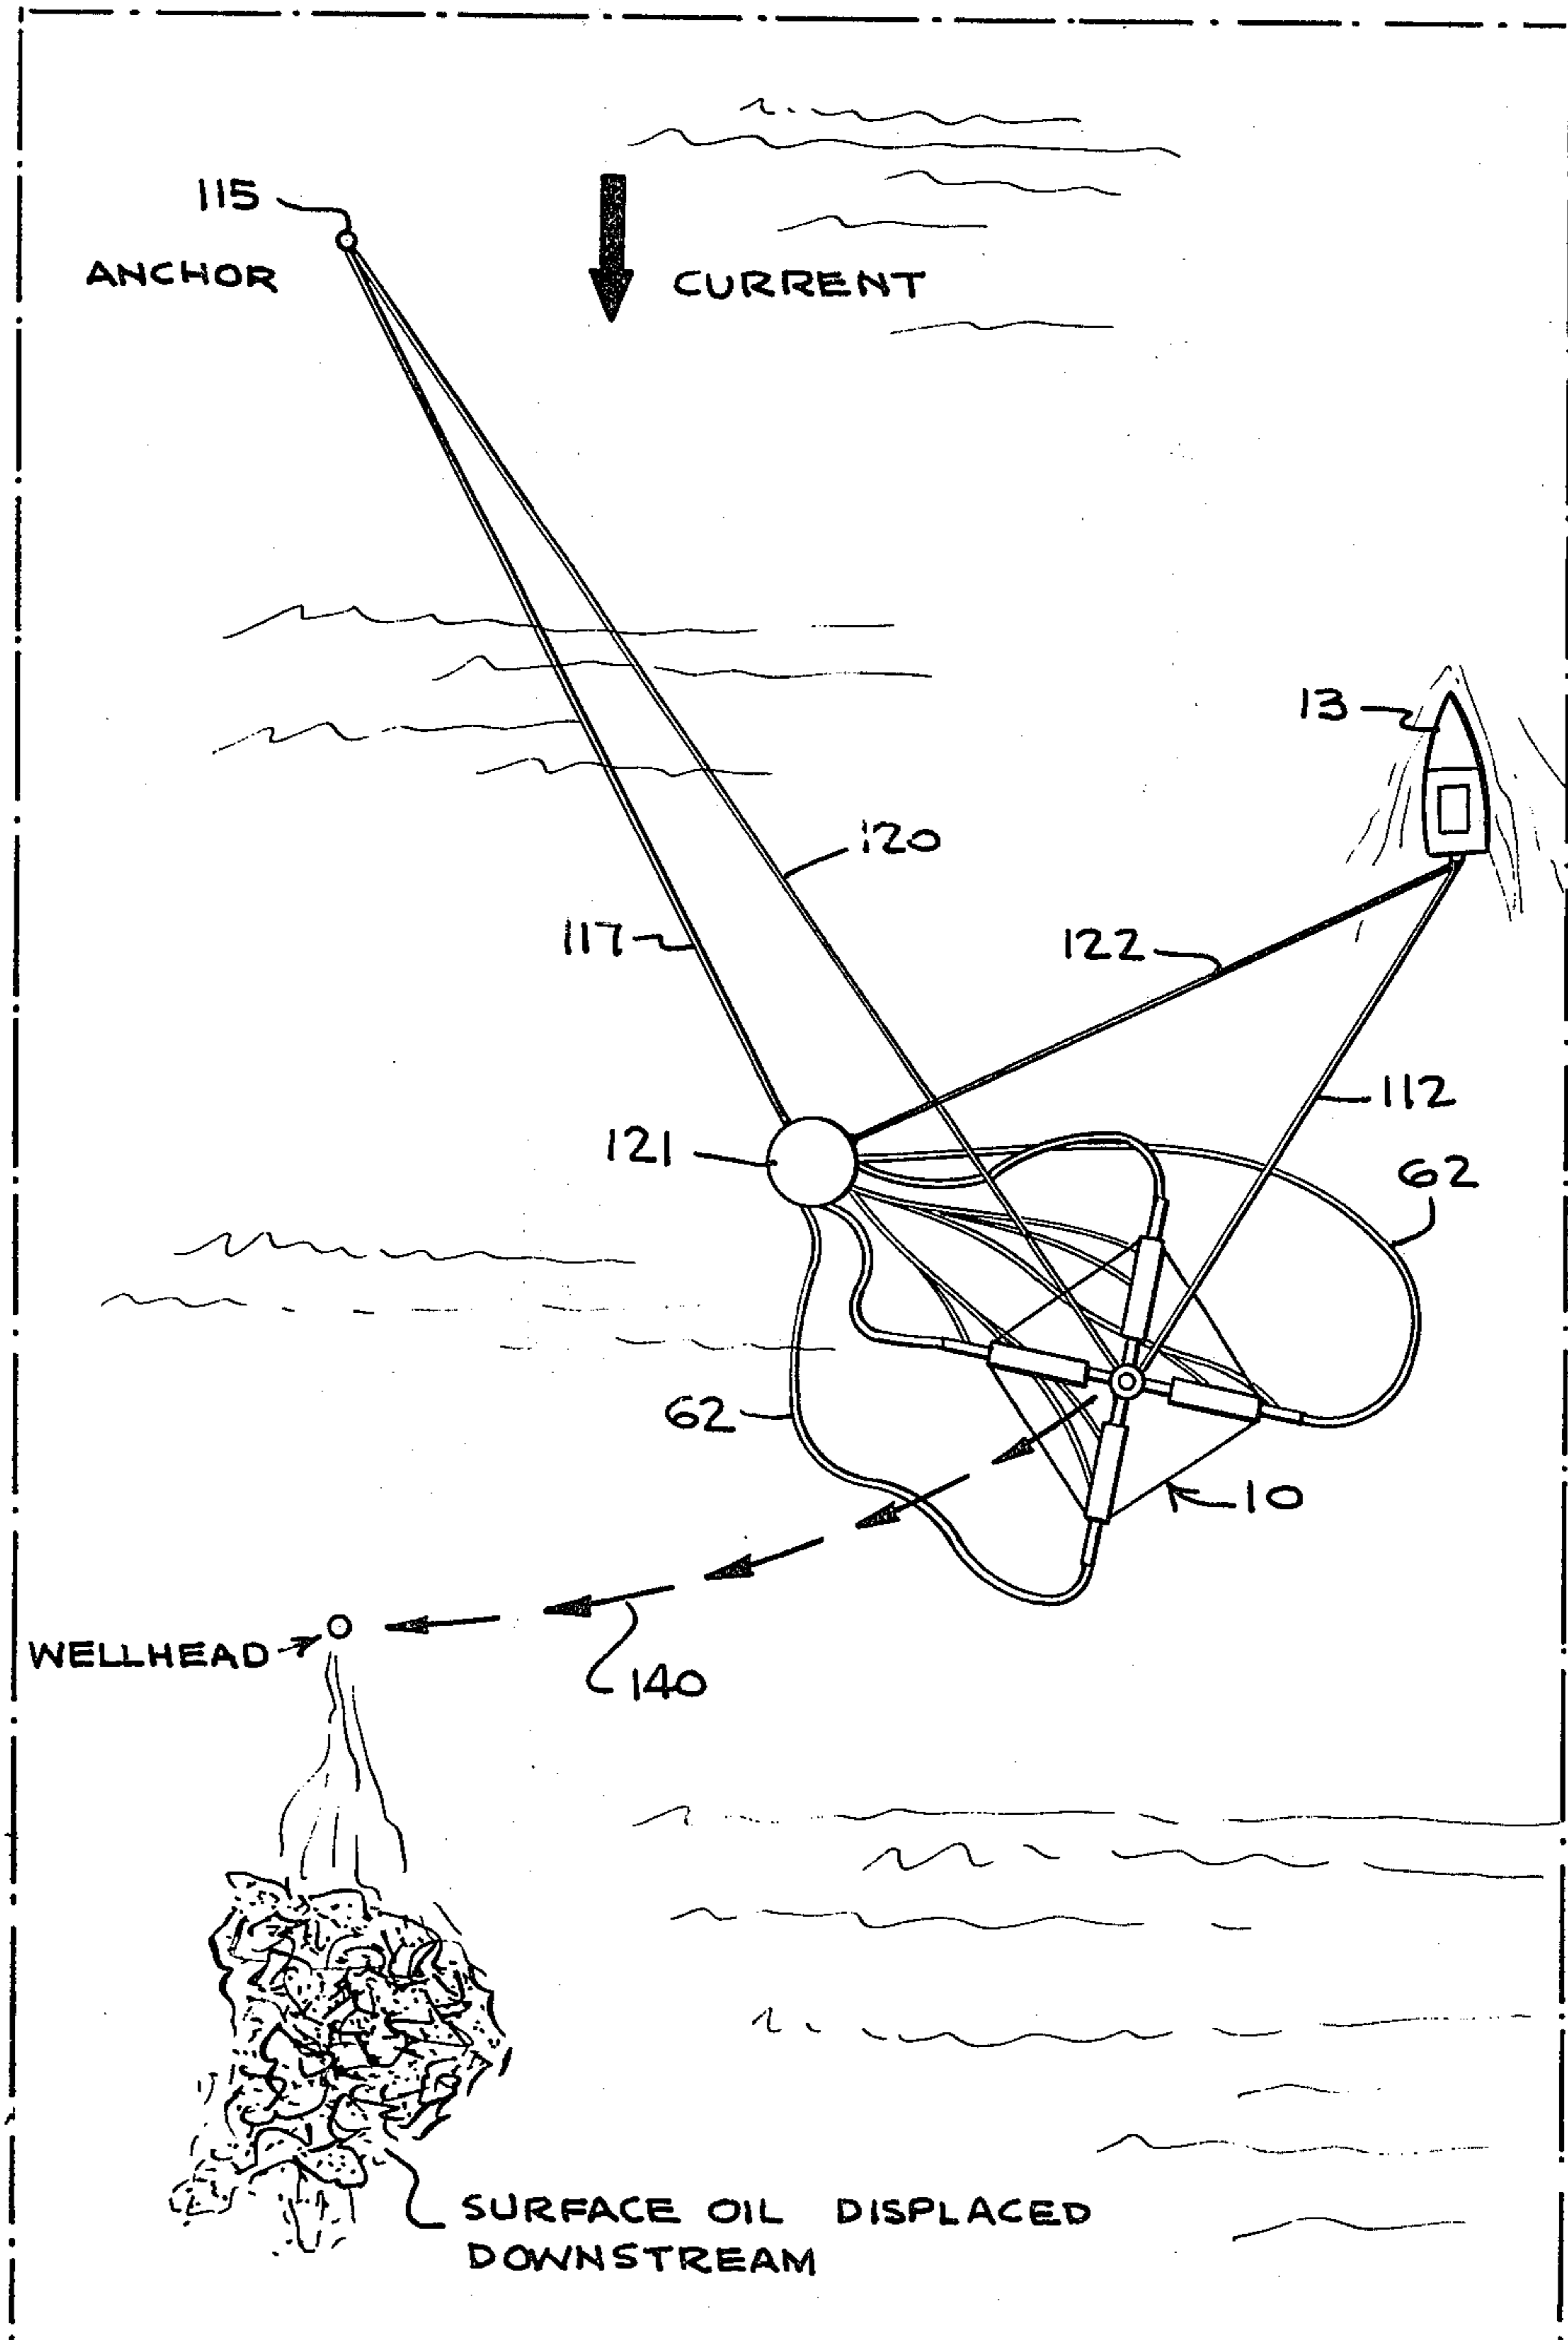 115
ANCHOR
CURRENT
13
120
117
122
112
121
62
62
10
WELLHEAD
140
SURFACE OIL DISPLACED
DOWNSTREAM